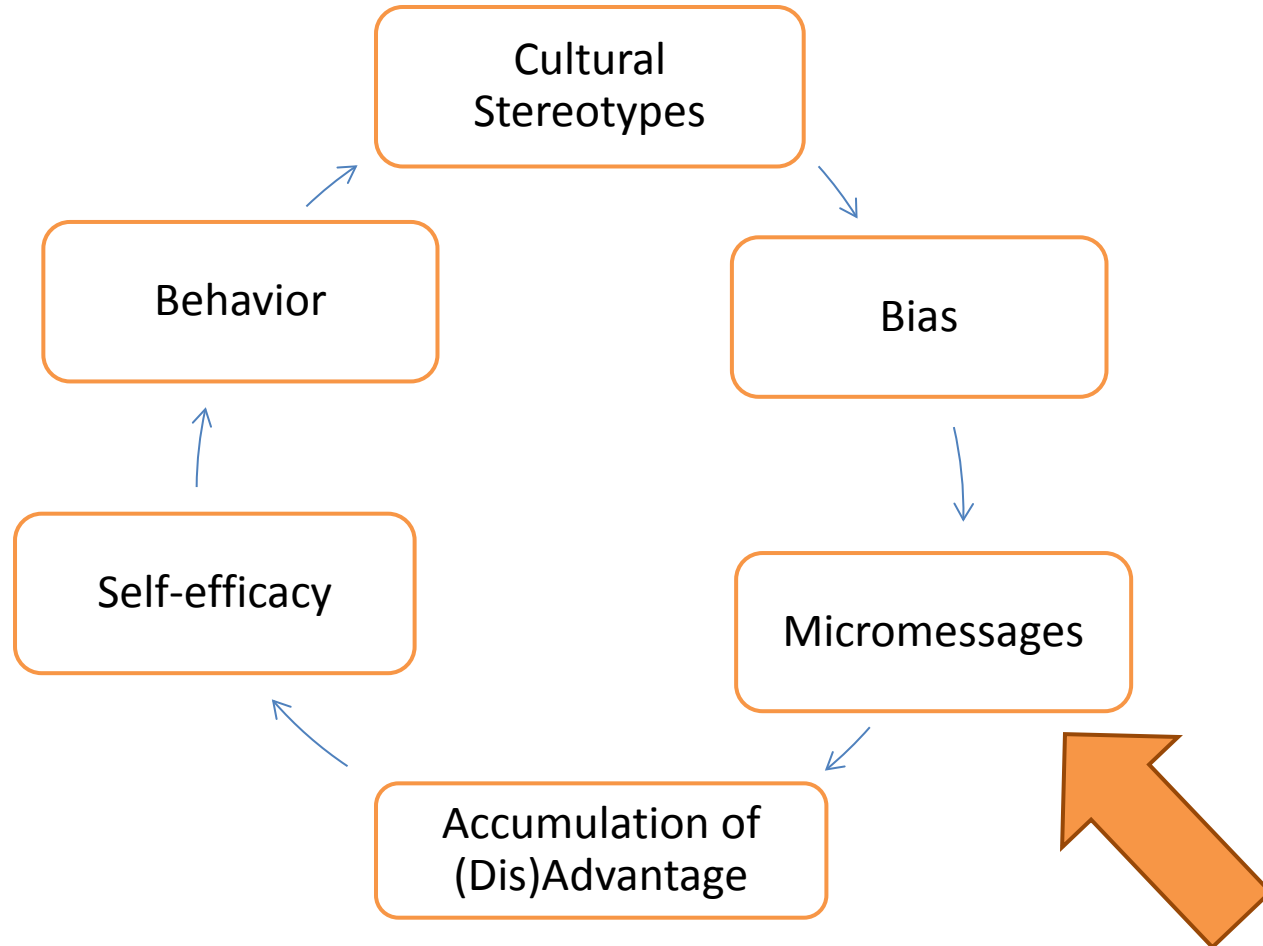 Cultural
Stereotypes
Bias
Micromessages
Accumulation of
(Dis)Advantage
Self-efficacy
Behavior